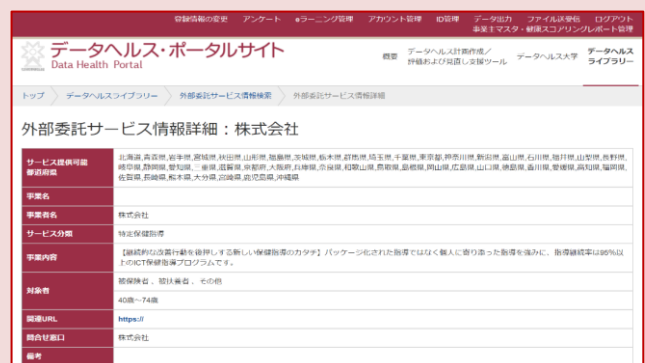 登録情報の変更 アンケート eラーニング管理 アカウント管理 ID管理 データ出力 ファイル送受信 ログアウト
事業主マスタ・健康スコアリングレポート管理
データヘルス・ポータルサイト
Data Health Portal
概要 データヘルス計画作成／評価および見直し支援ツール データヘルス大学 データヘルスライブラリー
トップ データヘルスライブラリー 外部委託サービス情報検索 外部委託サービス情報詳細
外部委託サービス情報詳細：株式会社
サービス提供可能都道府県
北海道,青森県,岩手県,宮城県,秋田県,山形県,福島県,茨城県,栃木県,群馬県,埼玉県,千葉県,東京都,神奈川県,新潟県,富山県,石川県,福井県,山梨県,長野県,
岐阜県,静岡県,愛知県,三重県,滋賀県,京都府,大阪府,兵庫県,奈良県,和歌山県,鳥取県,島根県,岡山県,広島県,山口県,徳島県,香川県,愛媛県,高知県,福岡県,
佐賀県,長崎県,熊本県,大分県,宮崎県,鹿児島県,沖縄県
事業名
事業者名 株式会社
サービス分類 特定保健指導
事業内容
【継続的な改善行動を後押しする新しい保健指導のカタチ】パッケージ化された指導ではなく個人に寄り添った指導を強みに、指導継続率は95%以
上のICT保健指導プログラムです。
対象者
被保険者 、被扶養者 、その他
40歳～74歳
関連URL https://
問合せ窓口 株式会社
備考